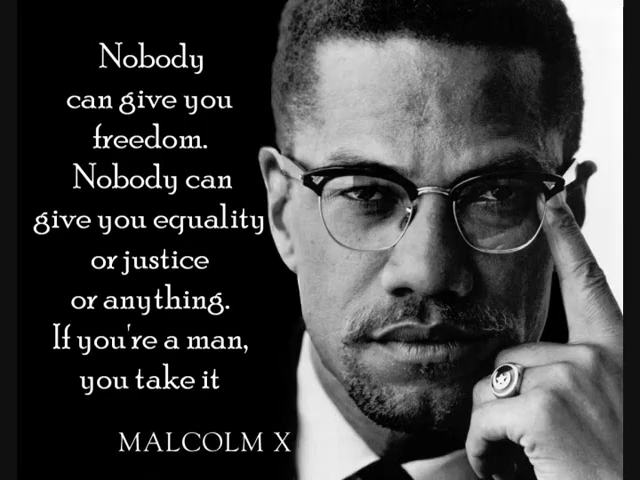 Nobody
can give you
freedom.
Nobody can
give you equality
or justice
or anything.
If you're a man,
you take it
MALCOLM X